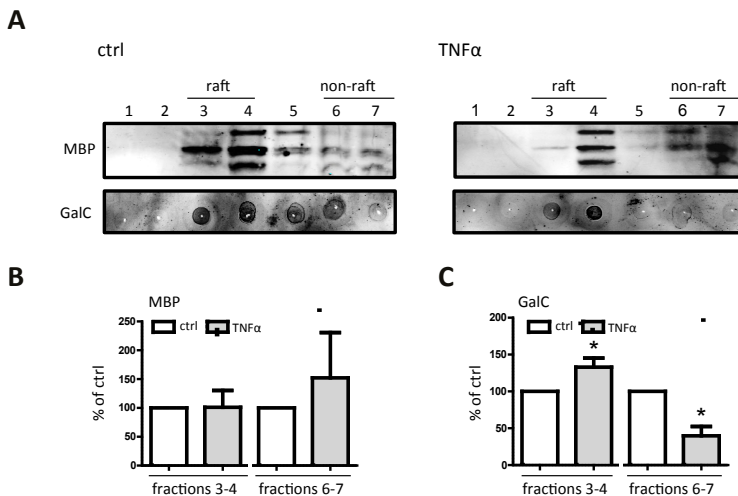 A
ctrl
TNFα
raft
non-raft
raft
non-raft
1 2 3 4 5 6 7
1 2 3 4 5 6 7
MBP
GalC
B
C
MBP
GalC
ctrl TNFα
ctrl TNFα
250
200
150
100
50
0
% of ctrl
200
150
100
50
0
% of ctrl
*
*
fractions 3-4 fractions 6-7
fractions 3-4 fractions 6-7